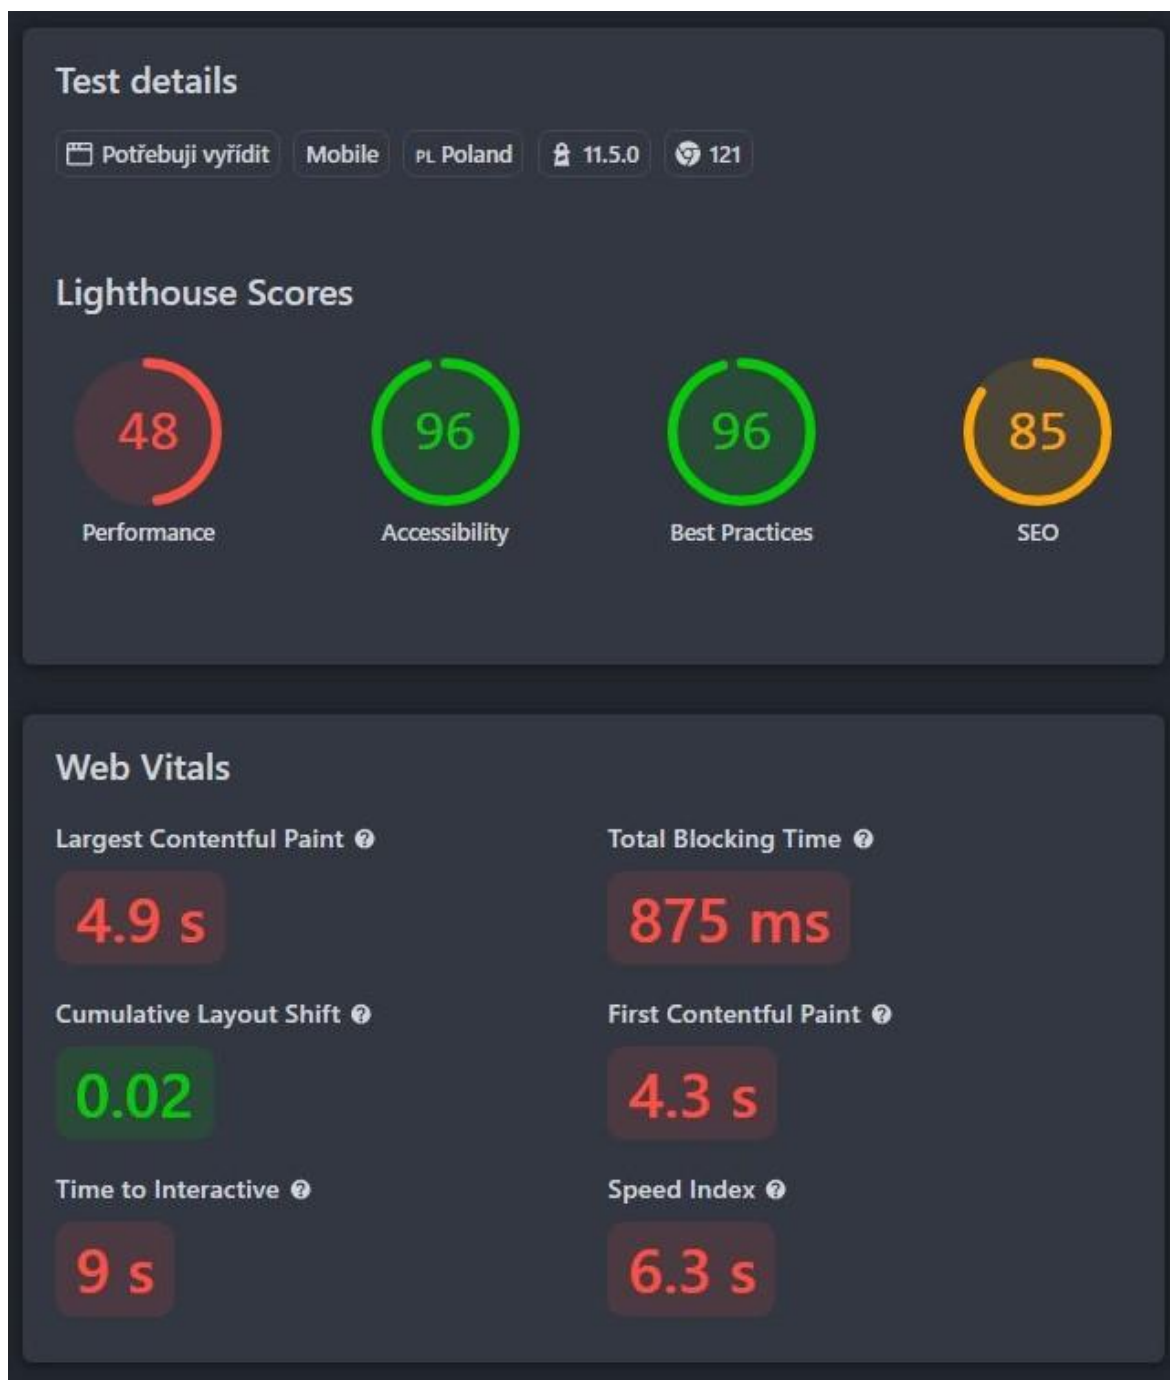 Test details
Potřebuji vyřídit Mobile PL Poland 11.5.0 121
Lighthouse Scores
48 96 96 85
Performance Accessibility Best Practices SEO
Web Vitals
Largest Contentful Paint Total Blocking Time
4.9 s 875 ms
Cumulative Layout Shift First Contentful Paint
0.02 4.3 s
Time to Interactive Speed Index
9 s 6.3 s